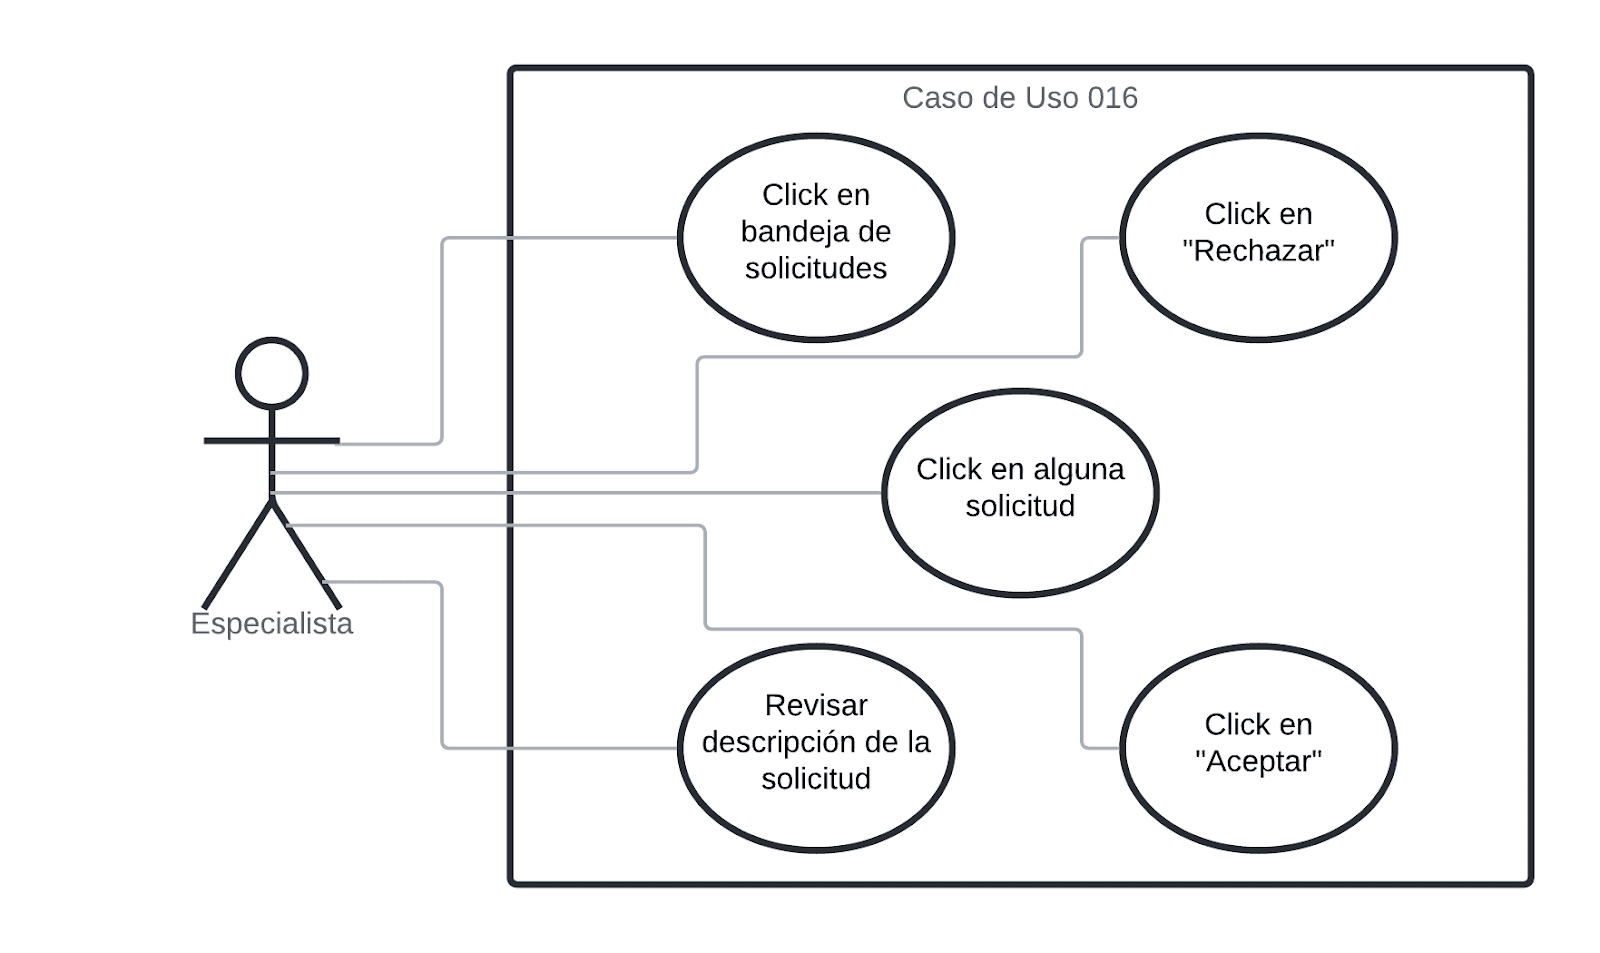 Caso de Uso 016
Click en
bandeja de
solicitudes
Click en
"Rechazar"
Click en alguna
solicitud
Especialista
Revisar
descripción de la
solicitud
Click en
"Aceptar"